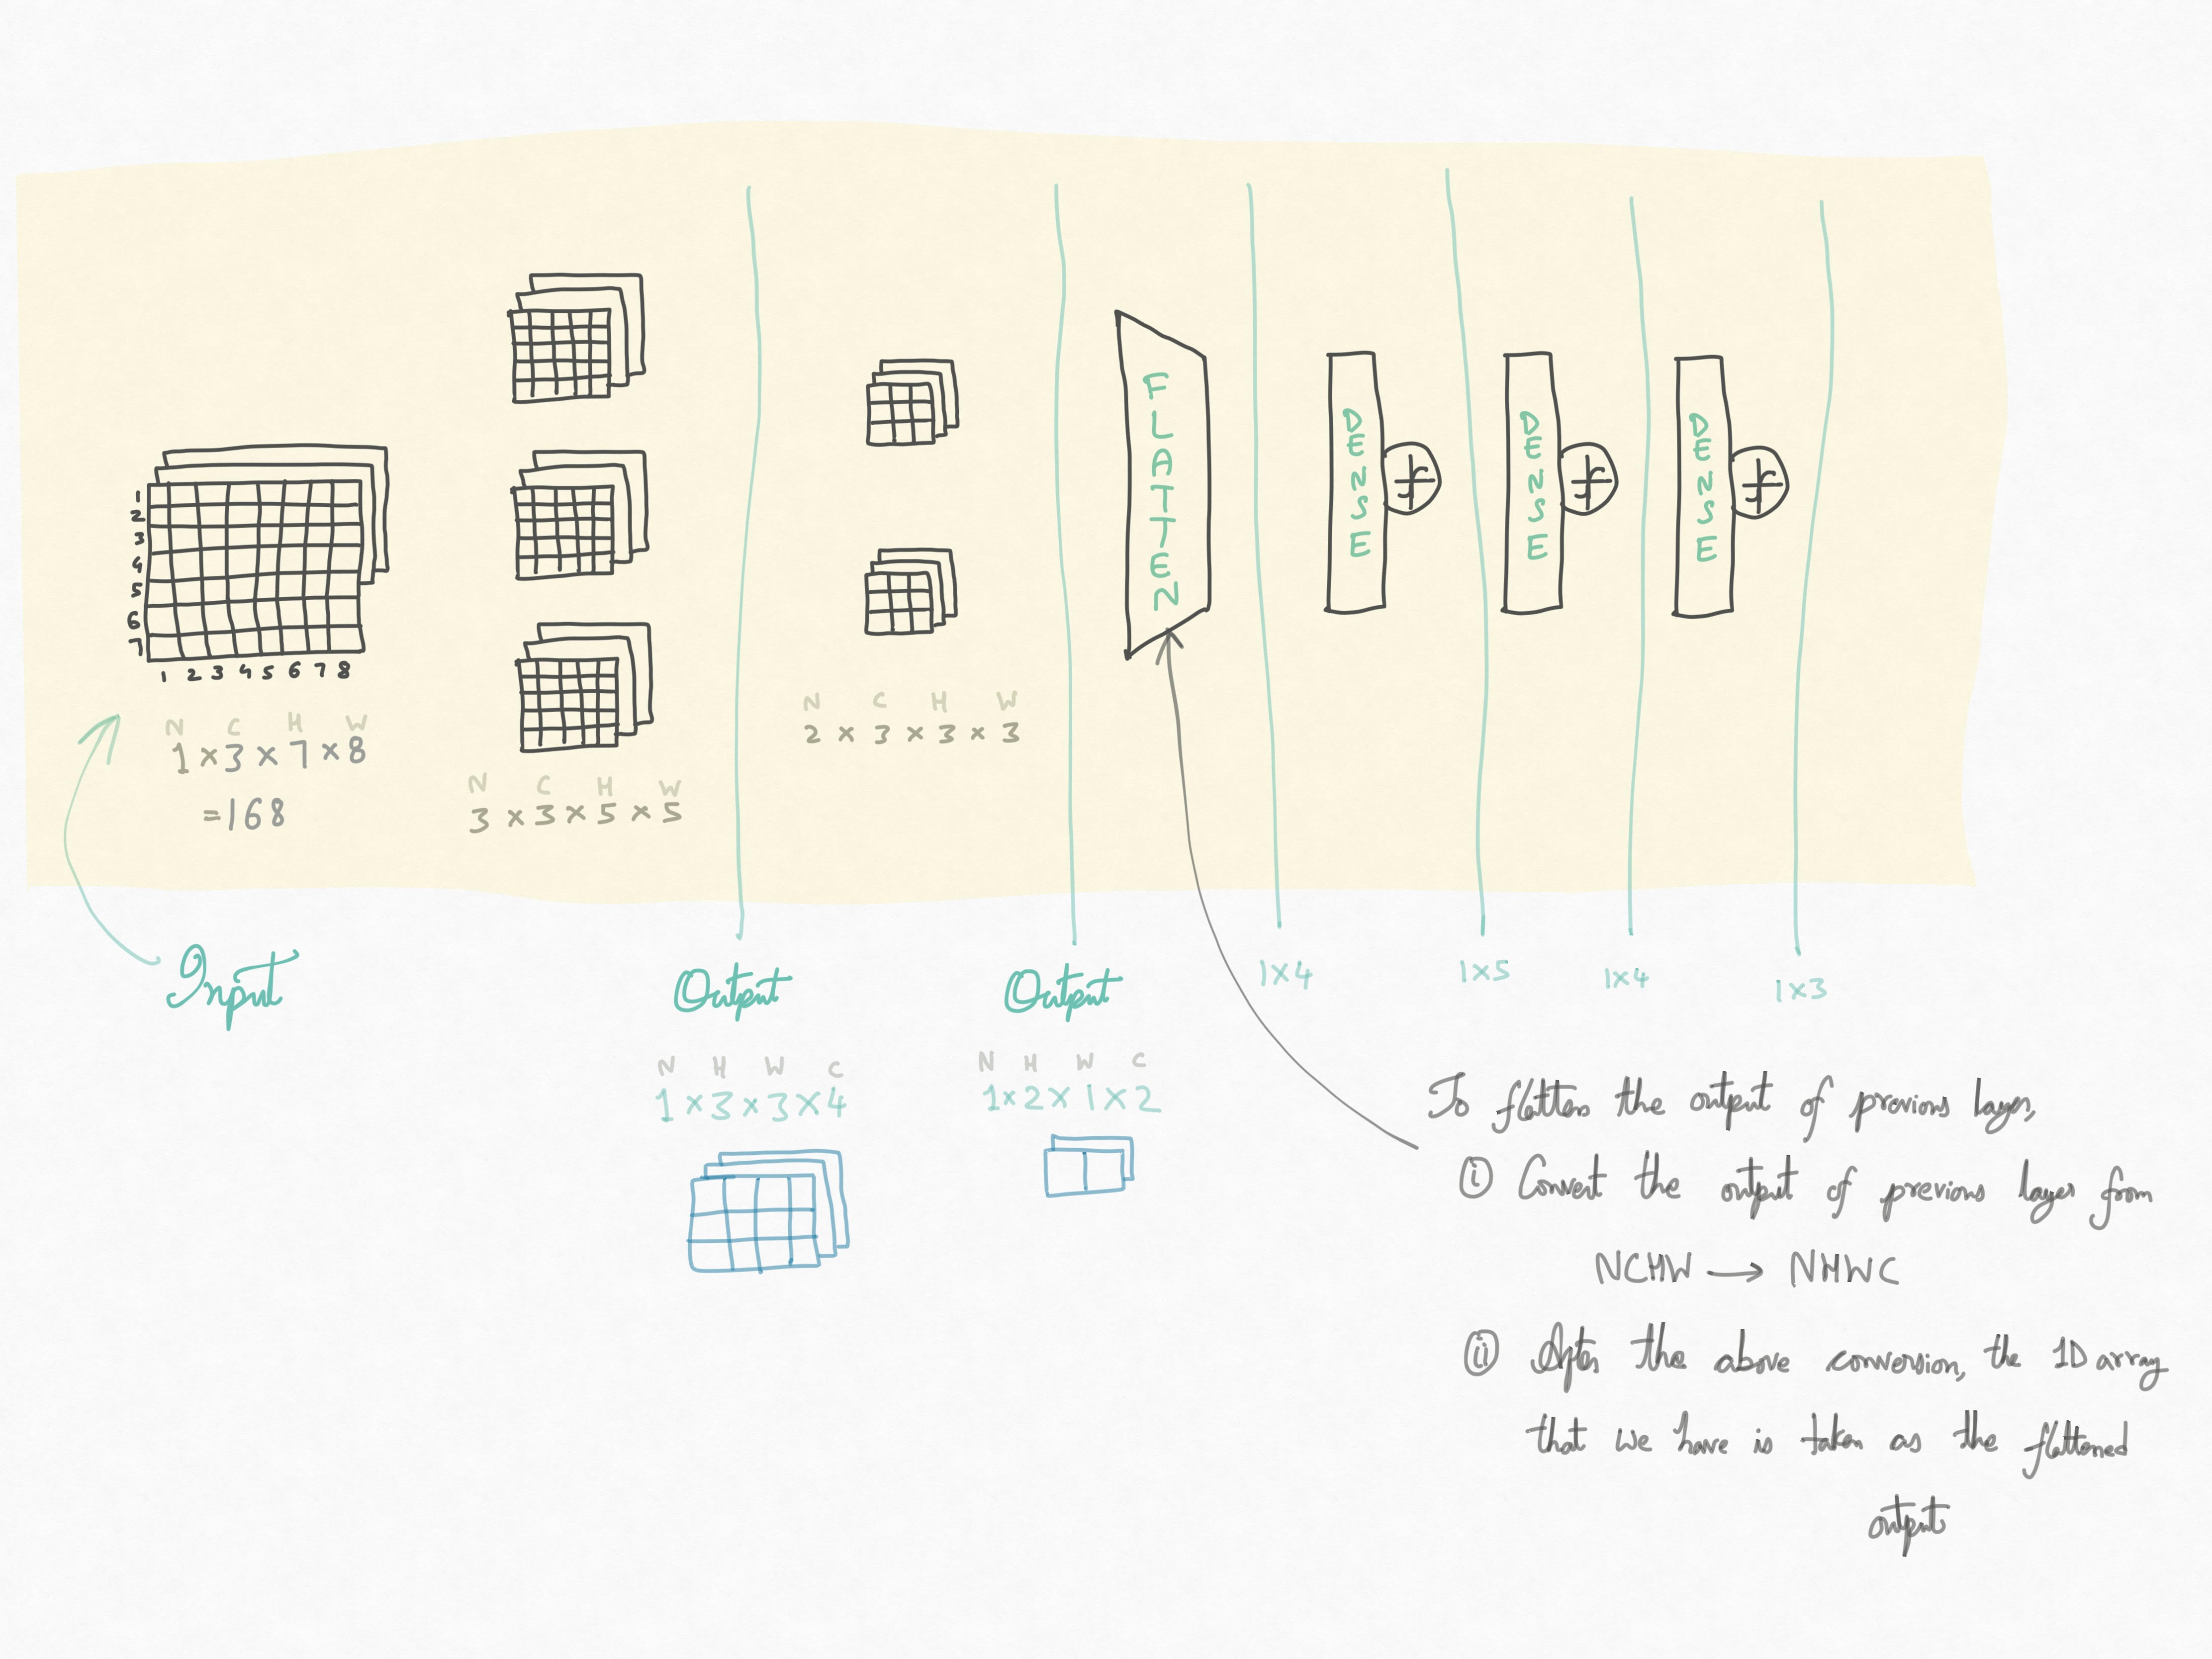 1
2
3
4
5
6
7
1 2 3 4 5 6 7 8
N C H W
1 × 3 × 7 × 8
= 168
N C H W
3 × 3 × 5 × 5
N C H W
2 × 3 × 3 × 3
FLATTEN
DENSE
f
DENSE
f
DENSE
f
Input
Output
N H W C
1 × 3 × 3 × 4
Output
N H W C
1 × 2 × 1 × 2
1×4
1×5
1×4
1×3
To flatten the output of previous layer,
(i) Convert the output of previous layer from
NCHW → NHWC
(ii) After the above conversion, the 1D array
that we have is taken as the flattened
output